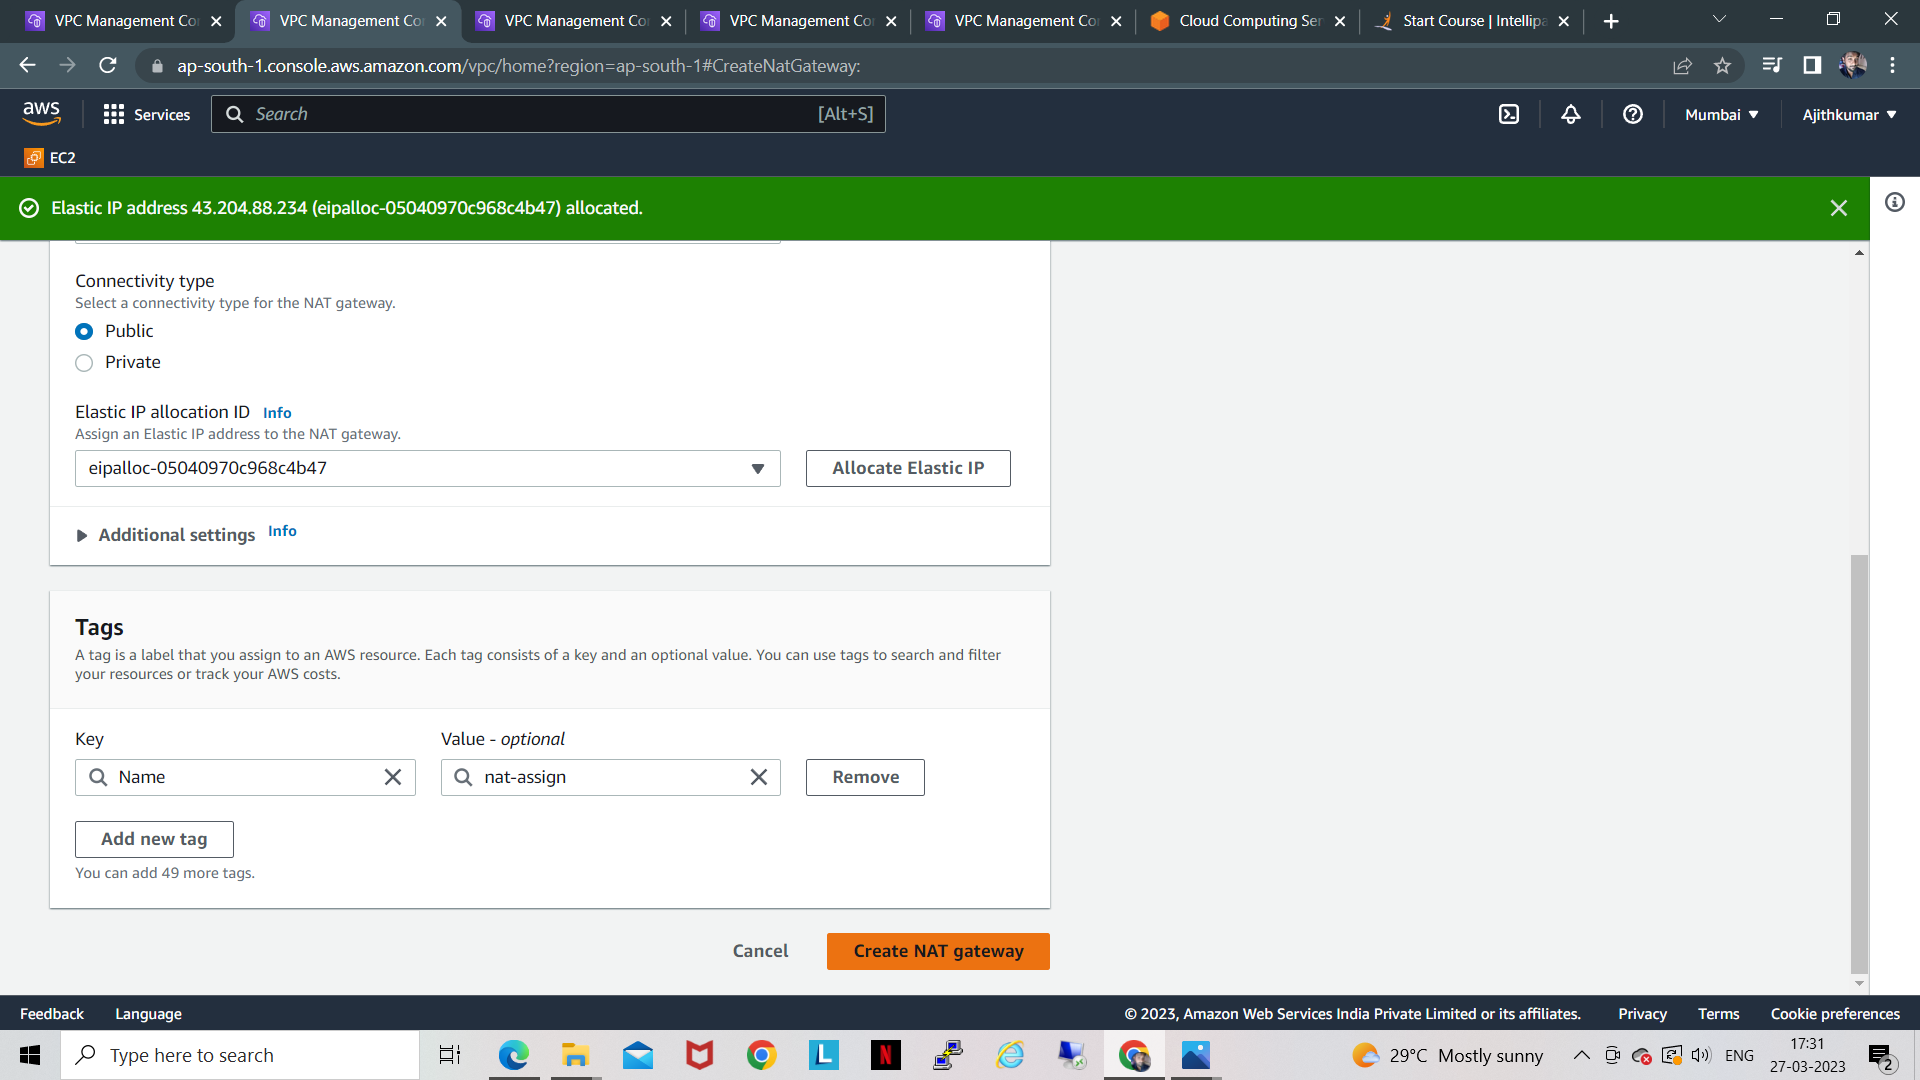 VPC Management Co
VPC Management Co
VPC Management Co
VPC Management Co
VPC Management Co
Cloud Computing Ser
Start Course | Intellipa
ap-south-1.console.aws.amazon.com/vpc/home?region=ap-south-1#CreateNatGateway:
aws
Services
Search
[Alt+S]
Mumbai
Ajithkumar
EC2
Elastic IP address 43.204.88.234 (eipalloc-05040970c968c4b47) allocated.
Connectivity type
Select a connectivity type for the NAT gateway.
Public
Private
Elastic IP allocation ID Info
Assign an Elastic IP address to the NAT gateway.
eipalloc-05040970c968c4b47
Allocate Elastic IP
Additional settings Info
Tags
A tag is a label that you assign to an AWS resource. Each tag consists of a key and an optional value. You can use tags to search and filter
your resources or track your AWS costs.
Key
Value - optional
Name
nat-assign
Remove
Add new tag
You can add 49 more tags.
Cancel
Create NAT gateway
Feedback
Language
© 2023, Amazon Web Services India Private Limited or its affiliates.
Privacy
Terms
Cookie preferences
Type here to search
L
N
29°C Mostly sunny
ENG
17:31
27-03-2023
2